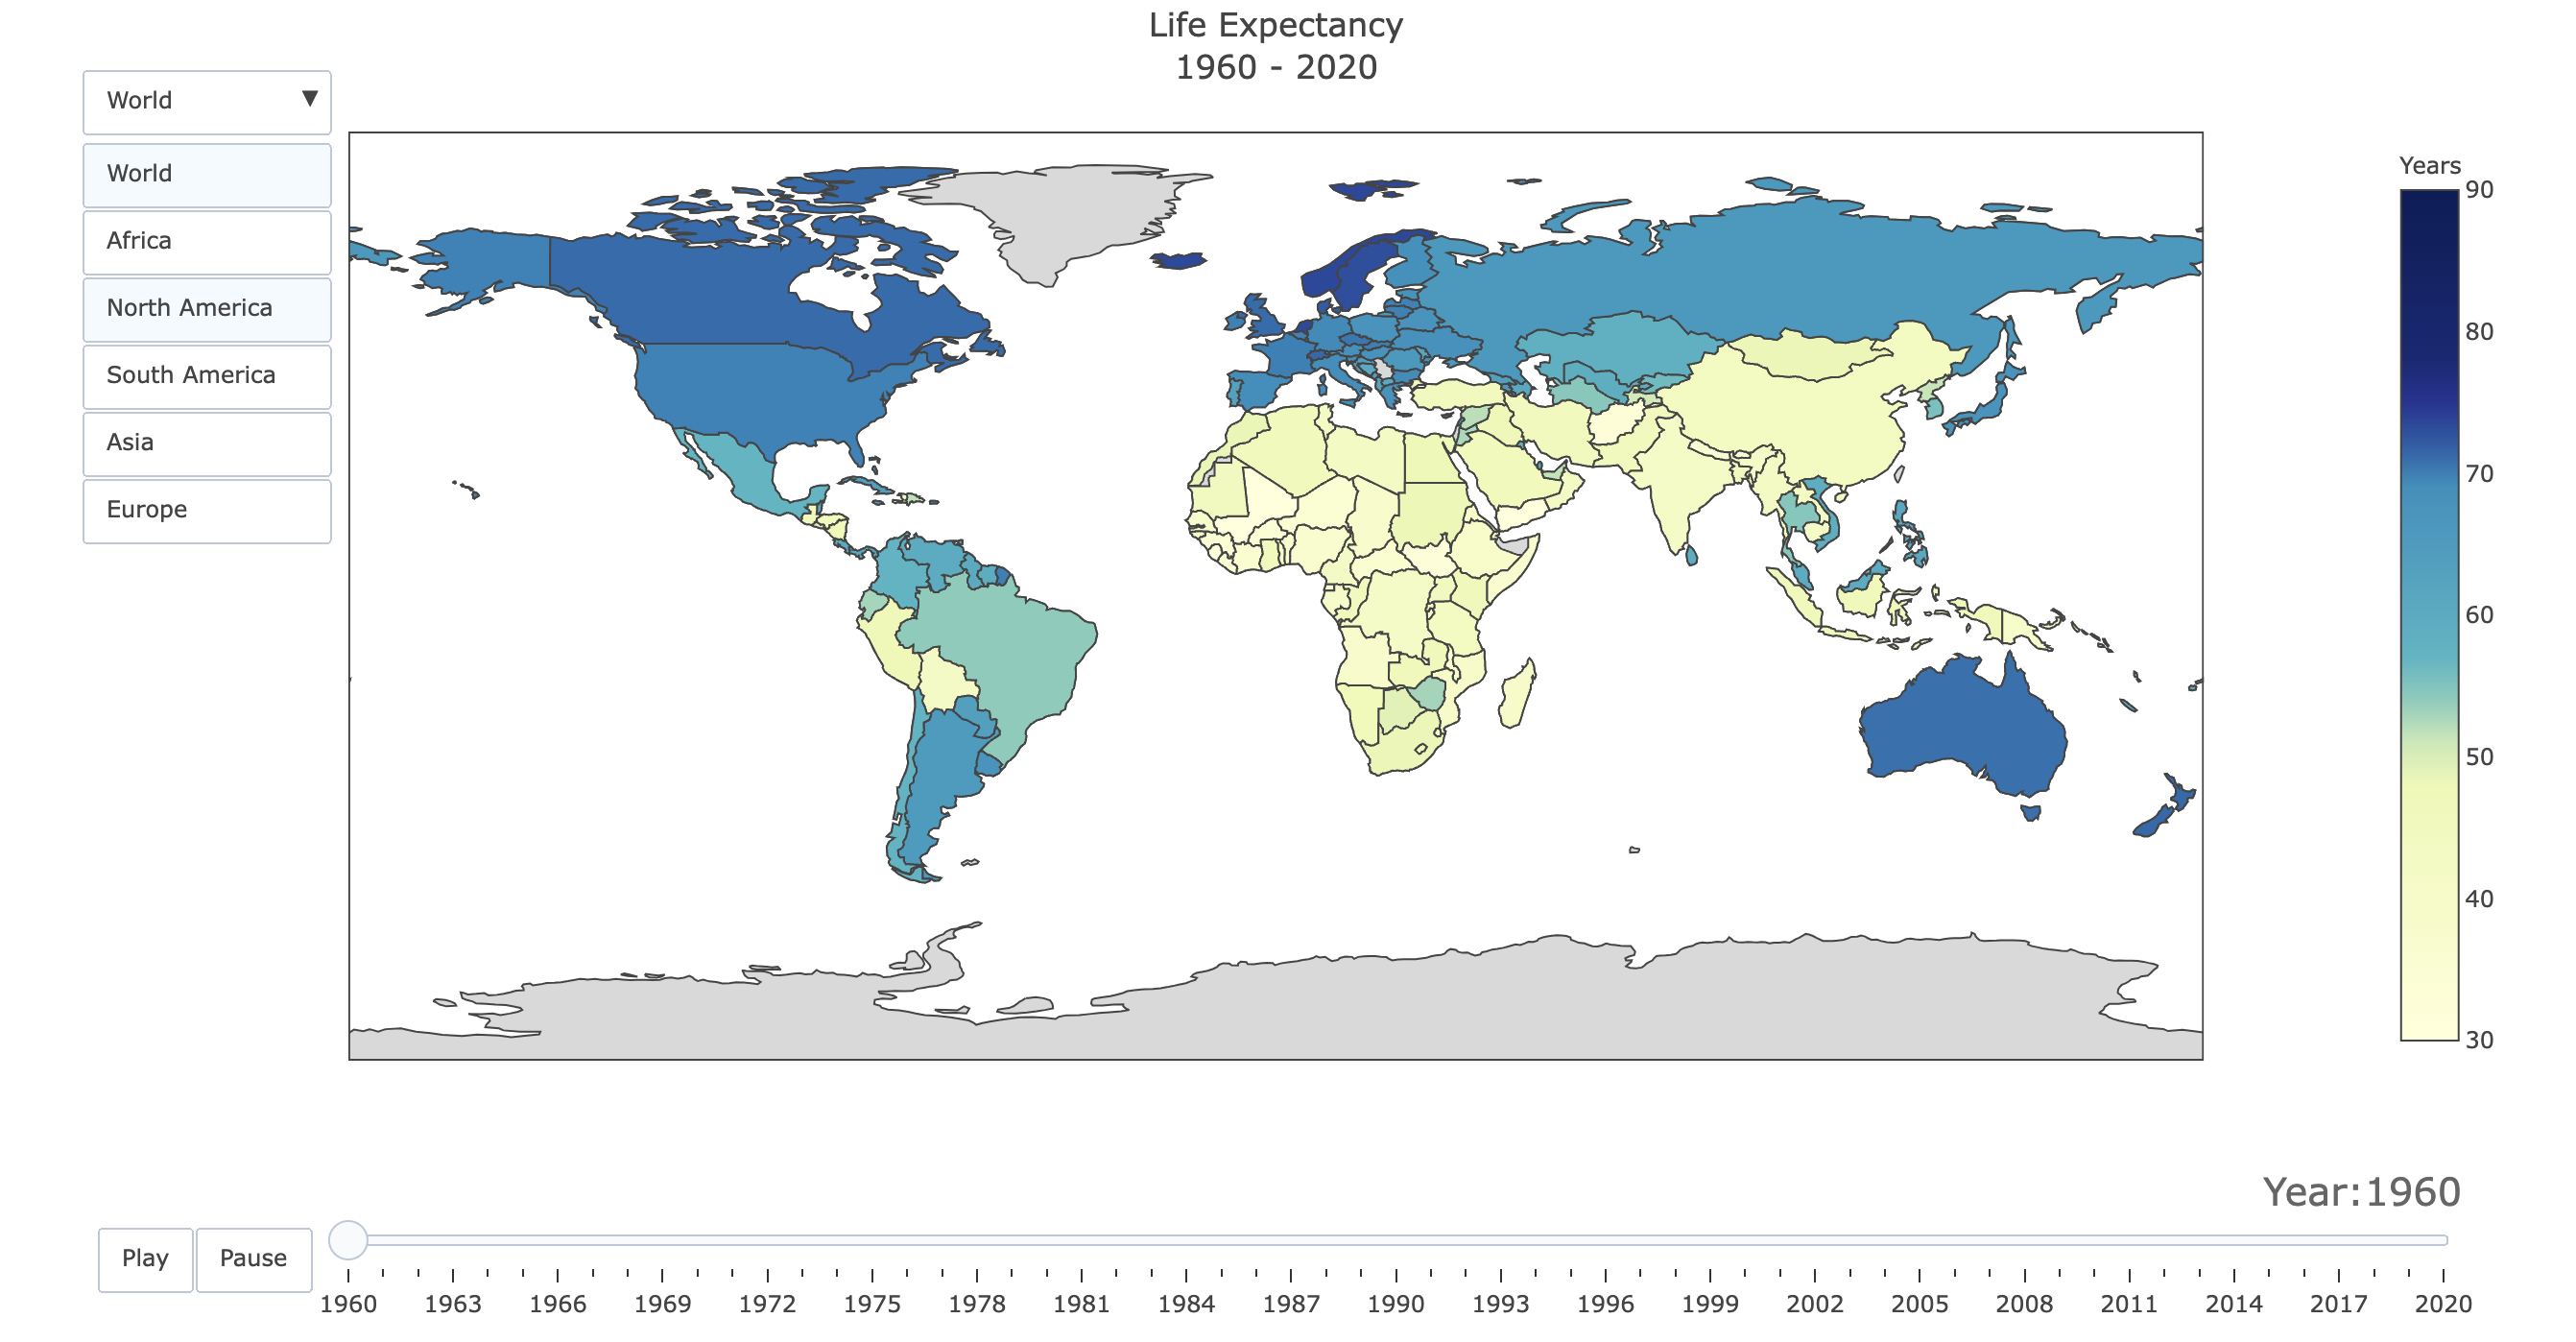 Life Expectancy
1960 - 2020
World ▼
World
Africa
North America
South America
Asia
Europe
Years
90
80
70
60
50
40
30
Year:1960
Play Pause
1960 1963 1966 1969 1972 1975 1978 1981 1984 1987 1990 1993 1996 1999 2002 2005 2008 2011 2014 2017 2020